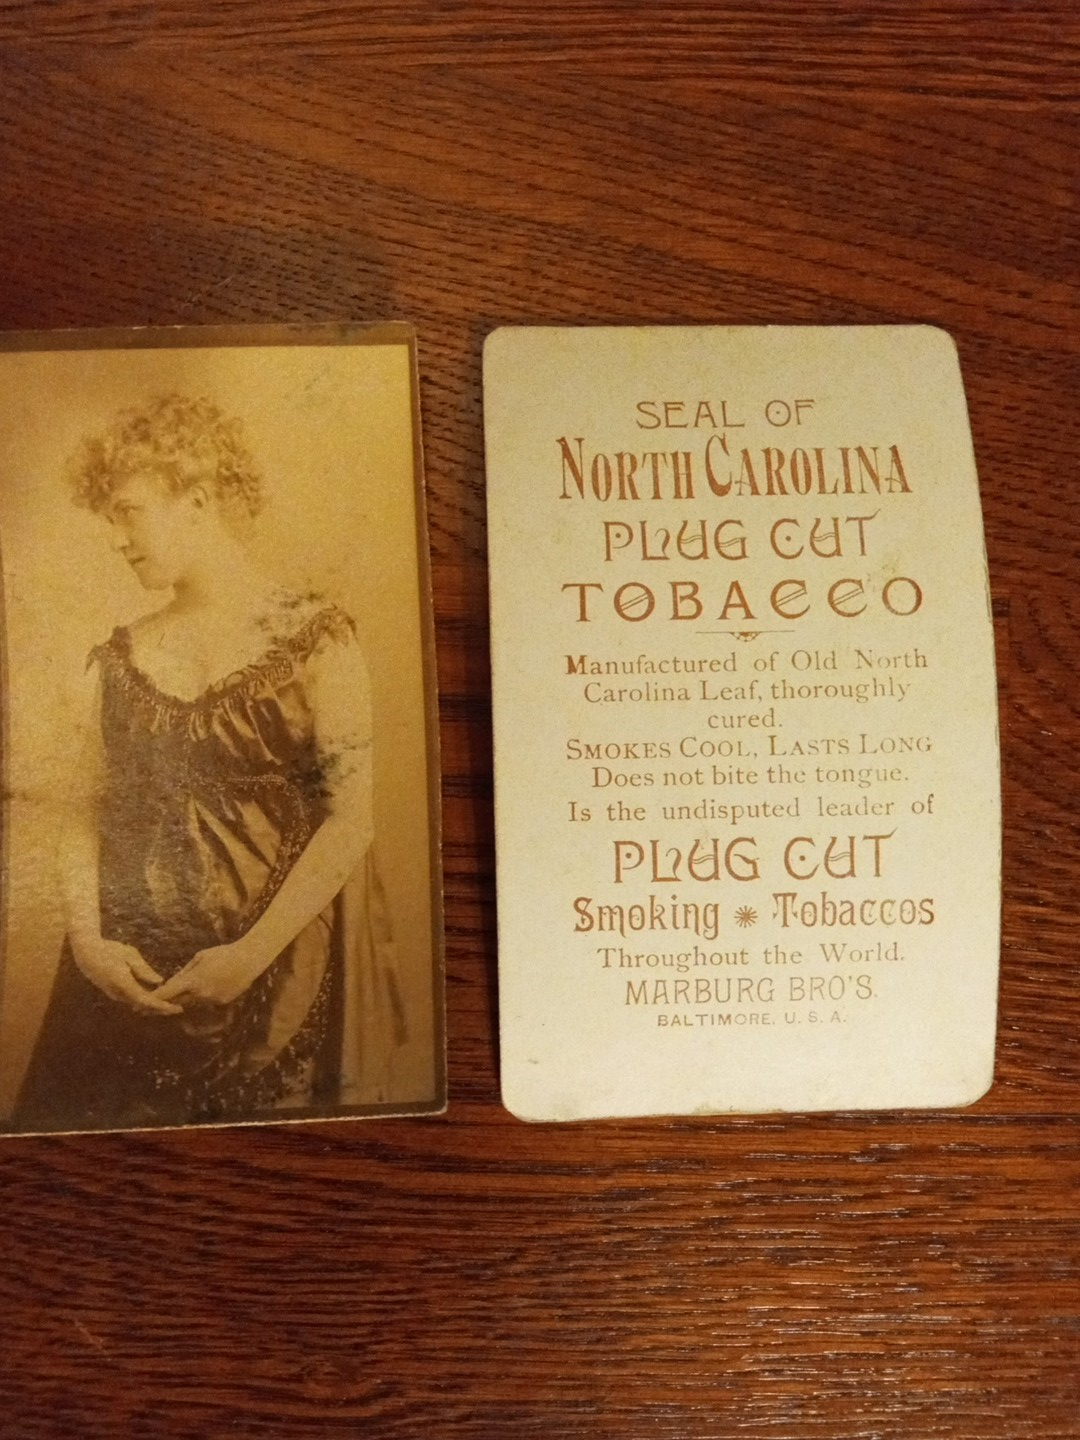 SEAL OF
NORTH CAROLINA
PLUG CUT
TOBACCO
Manufactured of Old North
Carolina Leaf, thoroughly
cured.
SMOKES COOL, LASTS LONG
Does not bite the tongue.
Is the undisputed leader of
PLUG CUT
Smoking Tobaccos
Throughout the World.
MARBURG BRO'S.
BALTIMORE, U. S. A.